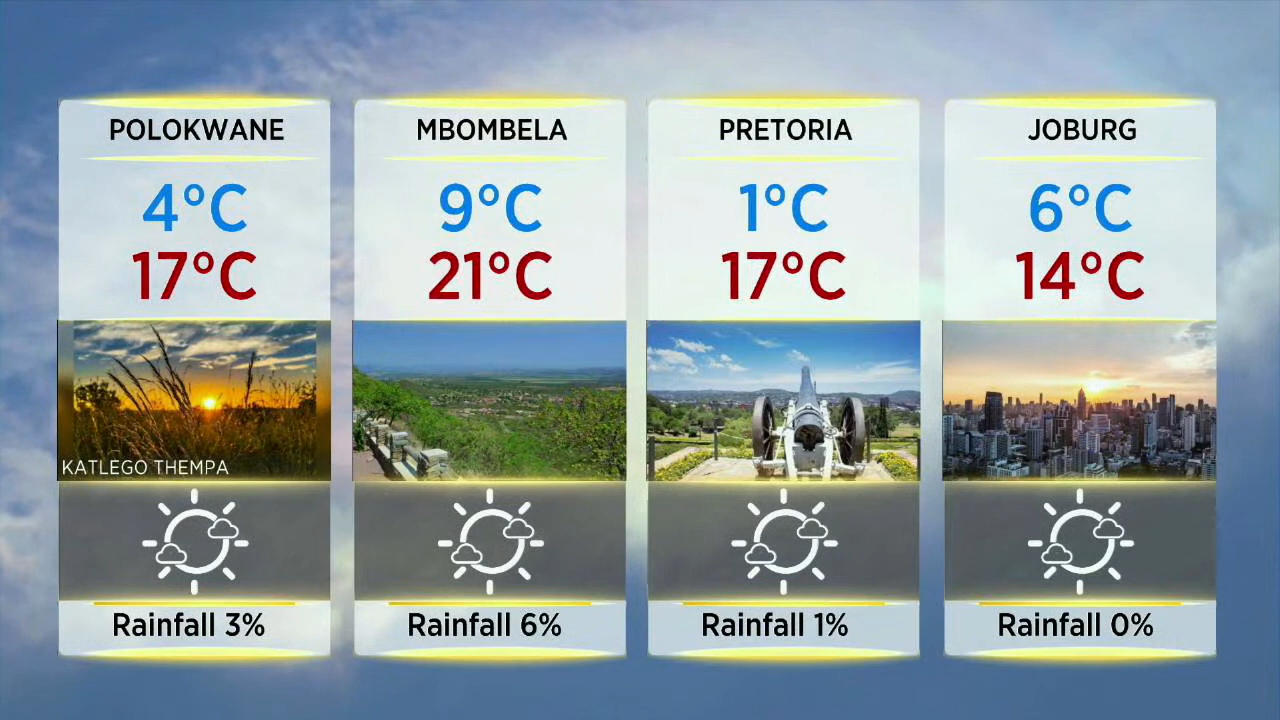 POLOKWANE
4°C
17°C
KATLEGO THEMPA
Rainfall 3%
MBOMBELA
9°C
21°C
Rainfall 6%
PRETORIA
1°C
17°C
Rainfall 1%
JOBURG
6°C
14°C
Rainfall 0%